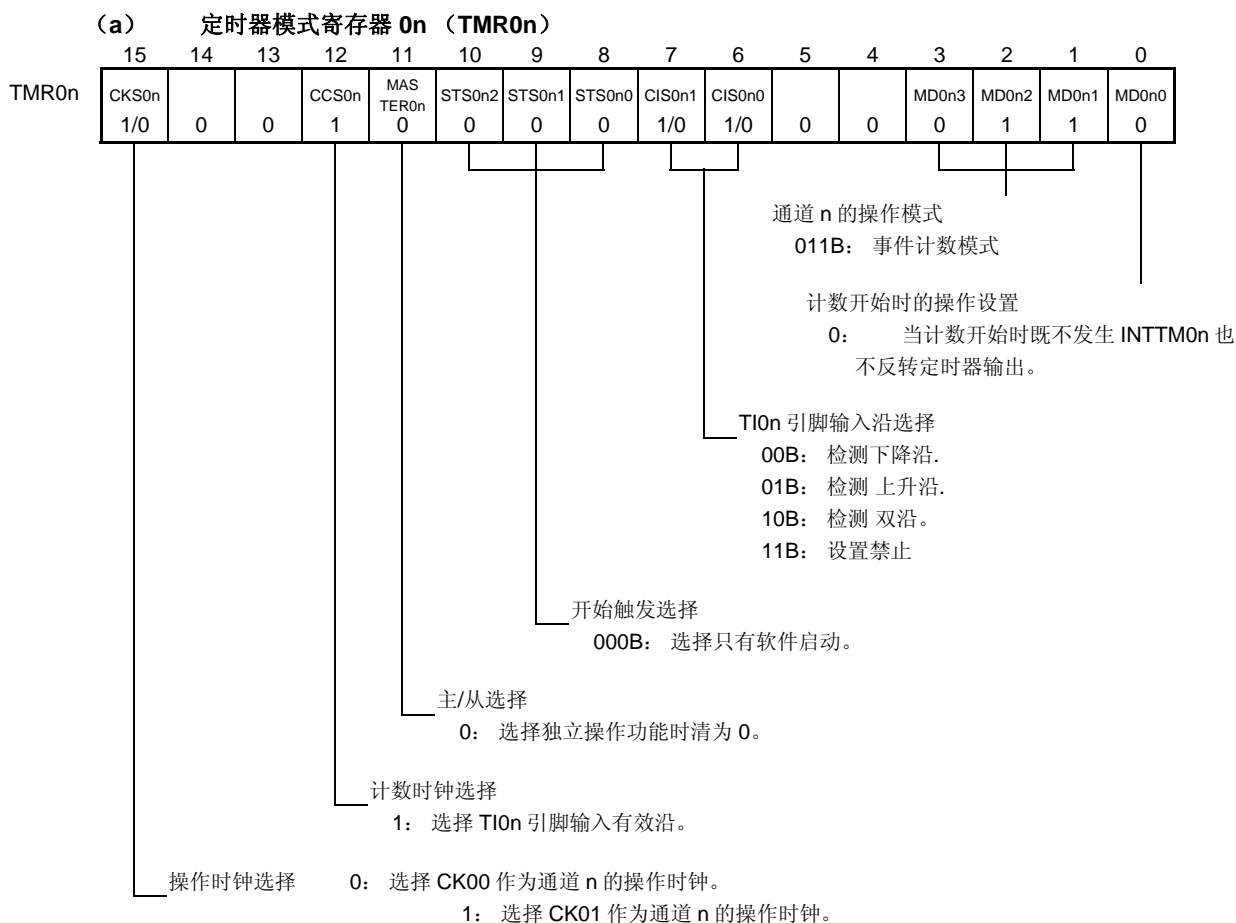 （a） 定时器模式寄存器 0n （TMR0n）
15 14 13 12 11 10 9 8 7 6 5 4 3 2 1 0
TMR0n CKS0n CCS0n MAS TER0n STS0n2 STS0n1 STS0n0 CIS0n1 CIS0n0 MD0n3 MD0n2 MD0n1 MD0n0
1/0 0 0 1 0 0 0 0 1/0 1/0 0 0 0 1 1 0
通道 n 的操作模式
011B： 事件计数模式
计数开始时的操作设置
0： 当计数开始时既不发生 INTTM0n 也
不反转定时器输出。
TI0n 引脚输入沿选择
00B： 检测下降沿.
01B： 检测 上升沿.
10B： 检测 双沿。
11B： 设置禁止
开始触发选择
000B： 选择只有软件启动。
主/从选择
0： 选择独立操作功能时清为 0。
计数时钟选择
1： 选择 TI0n 引脚输入有效沿。
操作时钟选择 0： 选择 CK00 作为通道 n 的操作时钟。
1： 选择 CK01 作为通道 n 的操作时钟。